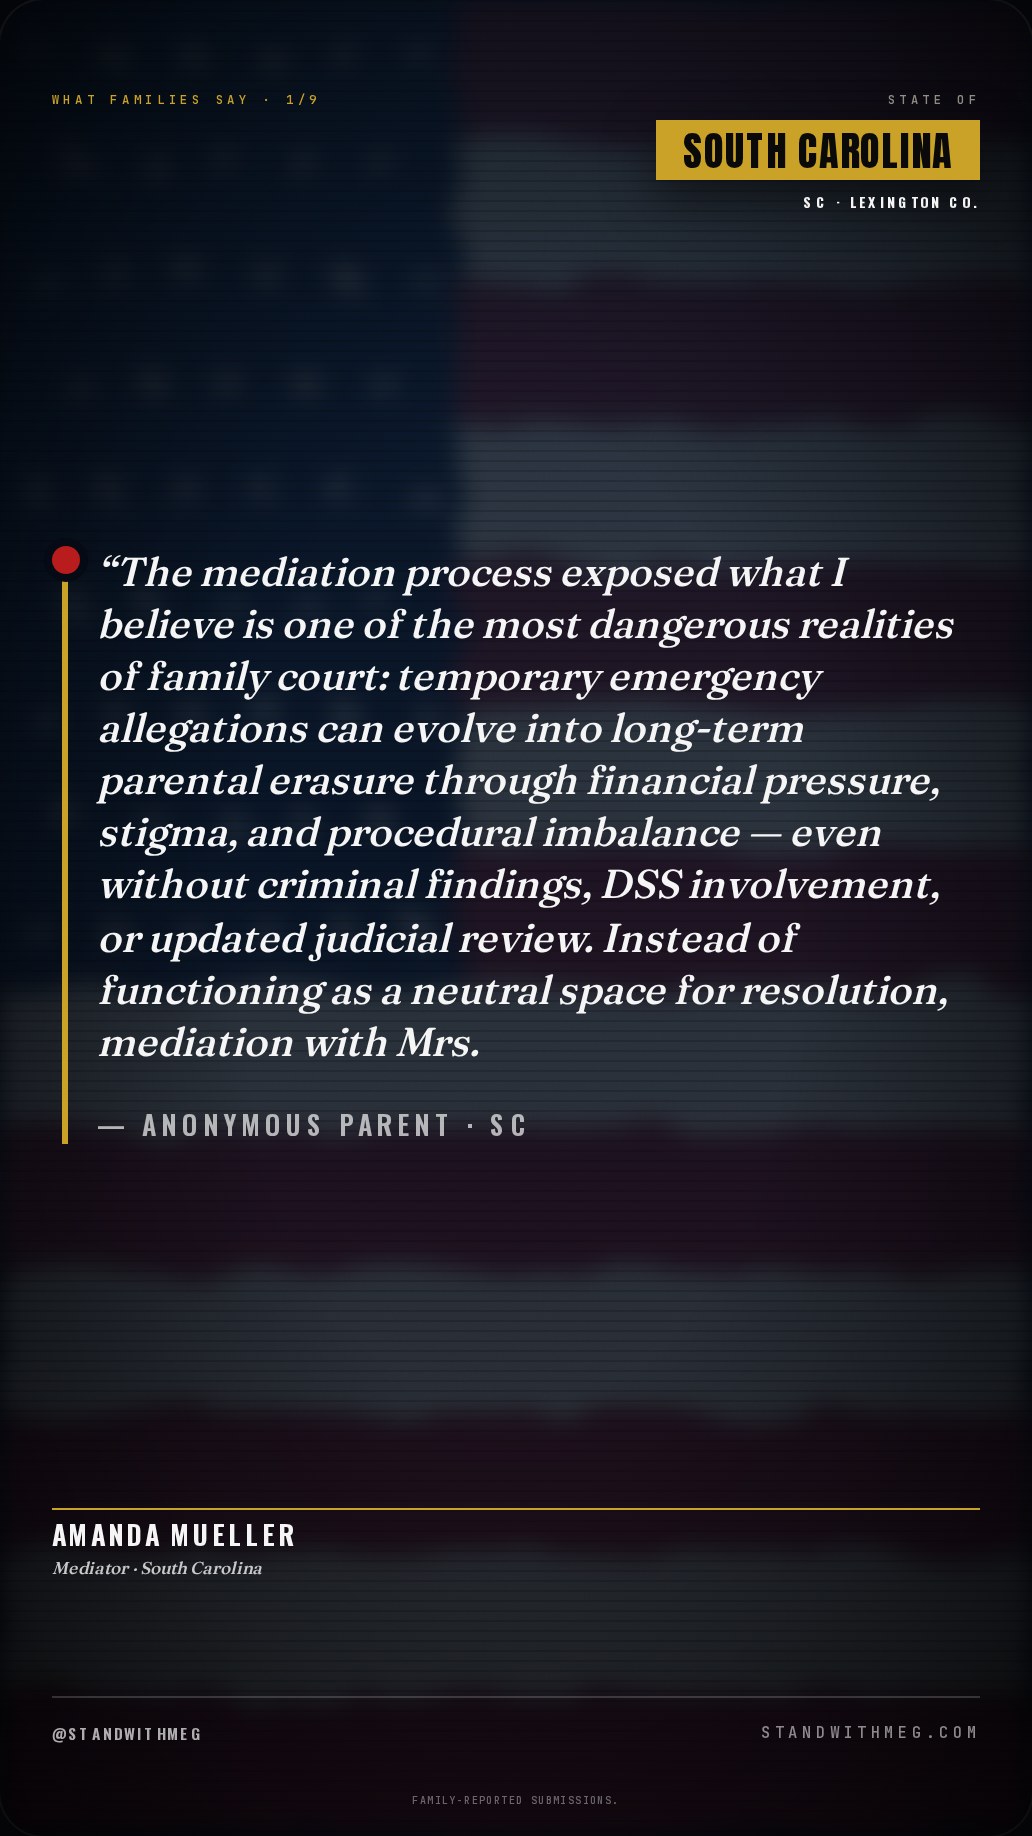 WHAT FAMILIES SAY · 1/9
STATE OF
SOUTH CAROLINA
SC · LEXINGTON CO.
“The mediation process exposed what I
believe is one of the most dangerous realities
of family court: temporary emergency
allegations can evolve into long-term
parental erasure through financial pressure,
stigma, and procedural imbalance — even
without criminal findings, DSS involvement,
or updated judicial review. Instead of
functioning as a neutral space for resolution,
mediation with Mrs.
— ANONYMOUS PARENT · SC
AMANDA MUELLER
Mediator · South Carolina
@STANDWITHMEG
STANDWITHMEG.COM
FAMILY-REPORTED SUBMISSIONS.